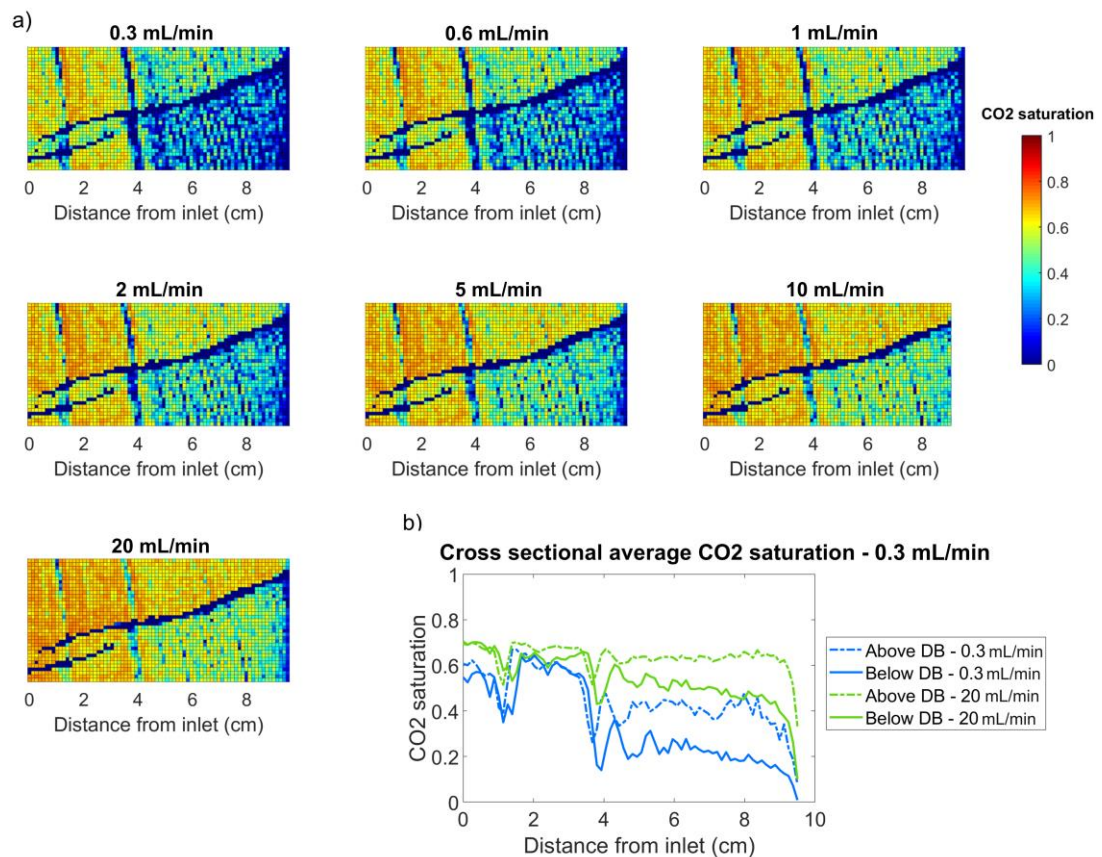 a)
0.3 mL/min
0.6 mL/min
1 mL/min
0 2 4 6 8
Distance from inlet (cm)
0 2 4 6 8
Distance from inlet (cm)
0 2 4 6 8
Distance from inlet (cm)
CO2 saturation
1
0.8
0.6
0.4
0.2
0
2 mL/min
5 mL/min
10 mL/min
0 2 4 6 8
Distance from inlet (cm)
0 2 4 6 8
Distance from inlet (cm)
0 2 4 6 8
Distance from inlet (cm)
20 mL/min
0 2 4 6 8
Distance from inlet (cm)
b)
Cross sectional average CO2 saturation - 0.3 mL/min
CO2 saturation
1
0.8
0.6
0.4
0.2
0
0 2 4 6 8 10
Distance from inlet (cm)
Above DB - 0.3 mL/min
Below DB - 0.3 mL/min
Above DB - 20 mL/min
Below DB - 20 mL/min